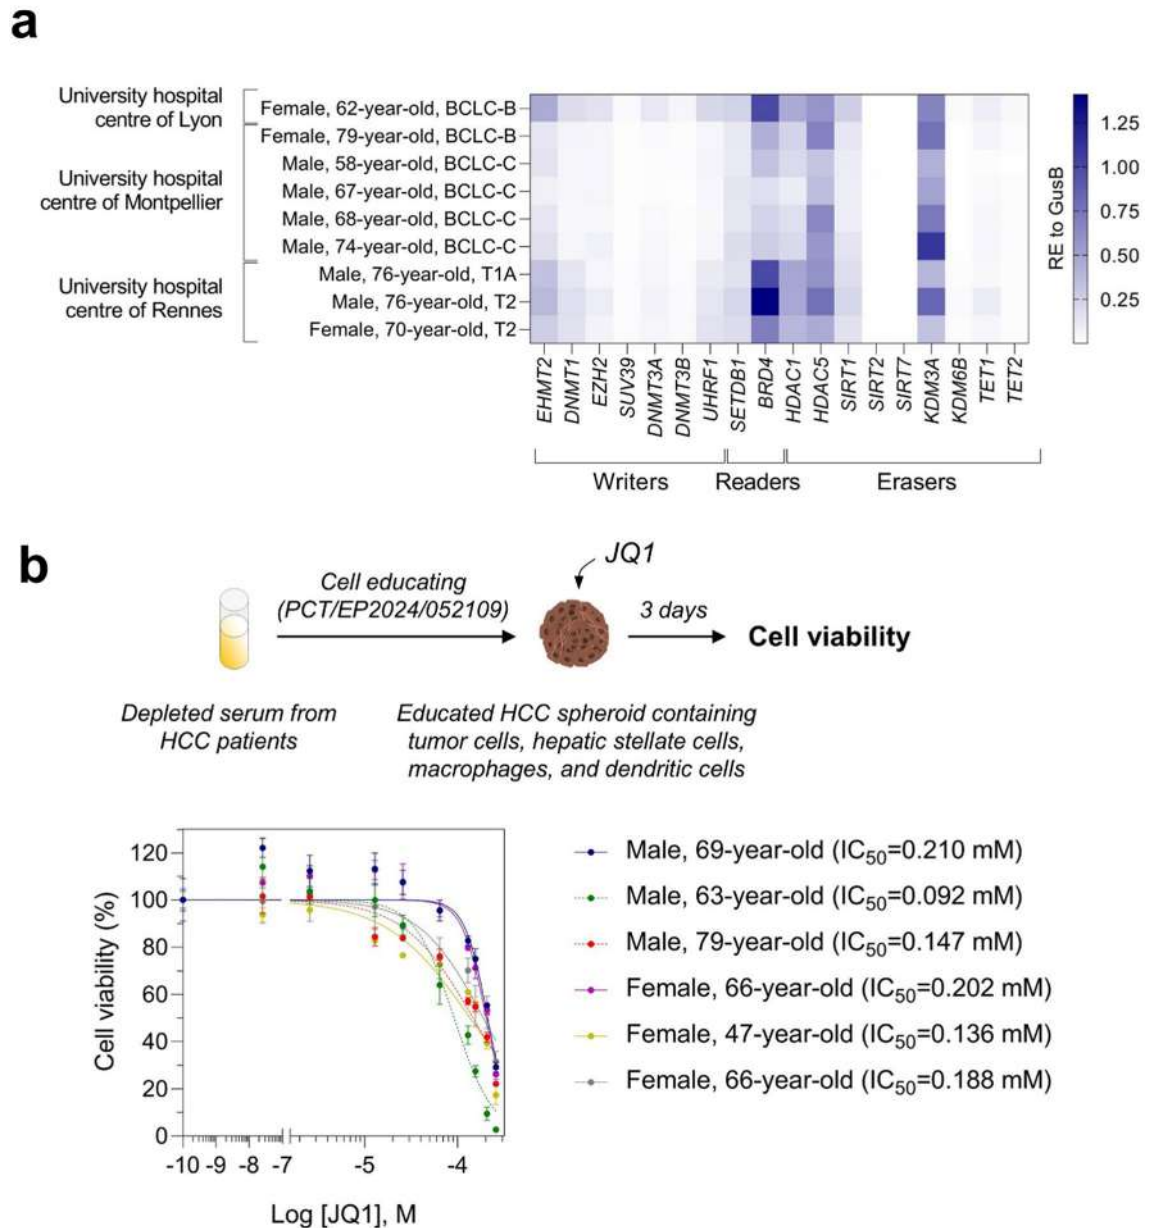 a
University hospital
centre of Lyon
University hospital
centre of Montpellier
University hospital
centre of Rennes
Female, 62-year-old, BCLC-B
Female, 79-year-old, BCLC-B
Male, 58-year-old, BCLC-C
Male, 67-year-old, BCLC-C
Male, 68-year-old, BCLC-C
Male, 74-year-old, BCLC-C
Male, 76-year-old, T1A
Male, 76-year-old, T2
Female, 70-year-old, T2
EHMT2
DNMT1
EZH2
SUV39
DNMT3A
DNMT3B
UHRF1
SETDB1
BRD4
HDAC1
HDAC5
SIRT1
SIRT2
SIRT7
KDM3A
KDM6B
TET1
TET2
Writers
Readers
Erasers
RE to GusB
1.25
1.00
0.75
0.50
0.25
b
Cell educating
(PCT/EP2024/052109)
JQ1
3 days
Cell viability
Depleted serum from
HCC patients
Educated HCC spheroid containing
tumor cells, hepatic stellate cells,
macrophages, and dendritic cells
Cell viability (%)
120
100
80
60
40
20
0
-10 -9 -8 -7 -5 -4
Log [JQ1], M
Male, 69-year-old (IC50=0.210 mM)
Male, 63-year-old (IC50=0.092 mM)
Male, 79-year-old (IC50=0.147 mM)
Female, 66-year-old (IC50=0.202 mM)
Female, 47-year-old (IC50=0.136 mM)
Female, 66-year-old (IC50=0.188 mM)